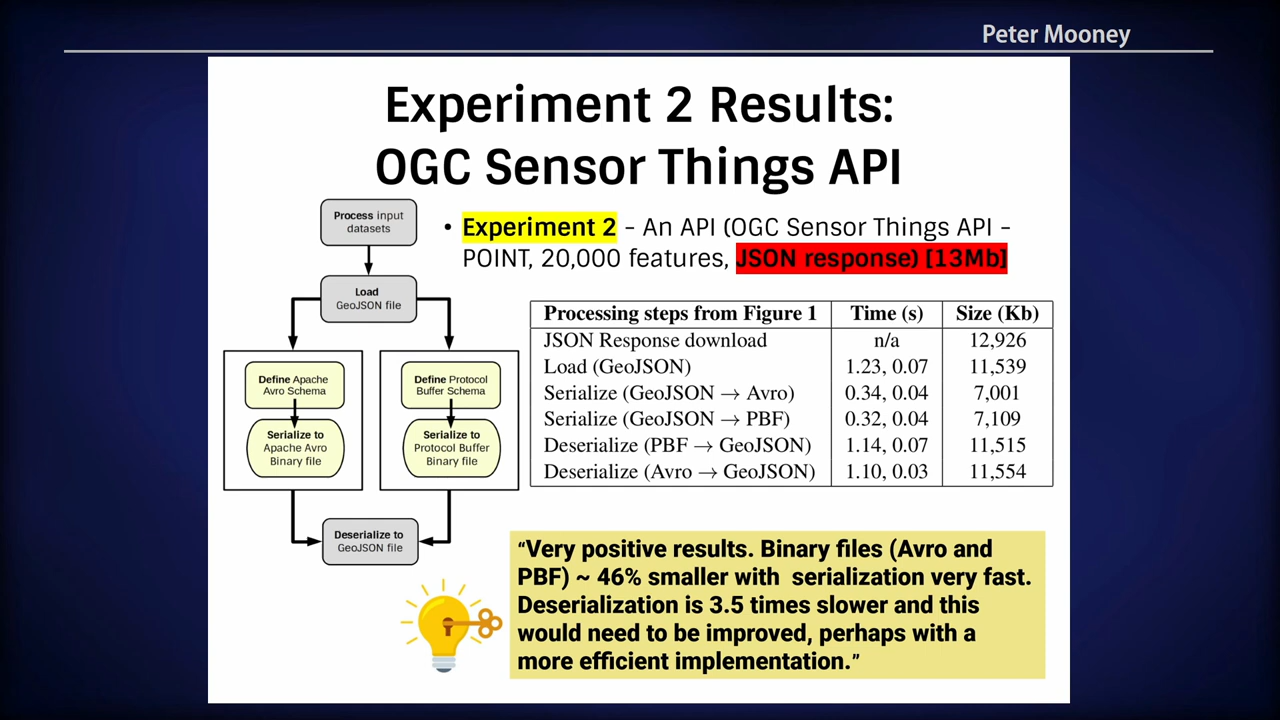 Peter Mooney
Experiment 2 Results:
OGC Sensor Things API
Process input
datasets
Load
GeoJSON file
Define Apache
Avro Schema
Serialize to
Apache Avro
Binary file
Define Protocol
Buffer Schema
Serialize to
Protocol Buffer
Binary file
Deserialize to
GeoJSON file
• Experiment 2 – An API (OGC Sensor Things API –
POINT, 20,000 features, JSON response) [13Mb]
Processing steps from Figure 1 Time (s) Size (Kb)
JSON Response download n/a 12,926
Load (GeoJSON) 1.23, 0.07 11,539
Serialize (GeoJSON → Avro) 0.34, 0.04 7,001
Serialize (GeoJSON → PBF) 0.32, 0.04 7,109
Deserialize (PBF → GeoJSON) 1.14, 0.07 11,515
Deserialize (Avro → GeoJSON) 1.10, 0.03 11,554
“Very positive results. Binary files (Avro and
PBF) ~ 46% smaller with serialization very fast.
Deserialization is 3.5 times slower and this
would need to be improved, perhaps with a
more efficient implementation.”